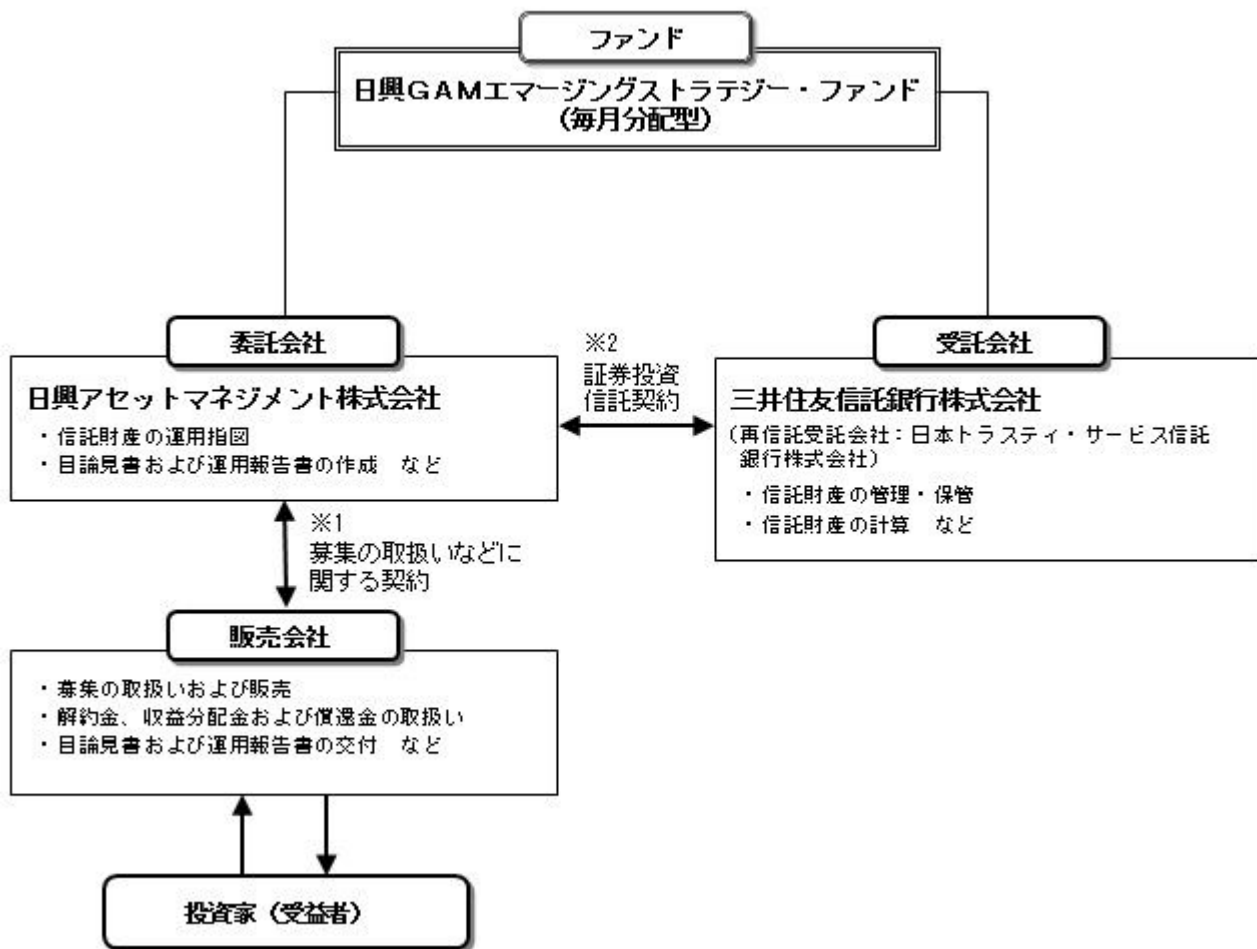 ファンド
日興GAMエマージングストラテジー・ファンド
(毎月分配型)
委託会社
日興アセットマネジメント株式会社
・信託財産の運用指図
・目論見書および運用報告書の作成　など
※2
証券投資
信託契約
受託会社
三井住友信託銀行株式会社
(再信託受託会社：日本トラスティ・サービス信託
銀行株式会社)
・信託財産の管理・保管
・信託財産の計算　など
※1
募集の取扱いなどに
関する契約
販売会社
・募集の取扱いおよび販売
・解約金、収益分配金および償還金の取扱い
・目論見書および運用報告書の交付　など
投資家（受益者）